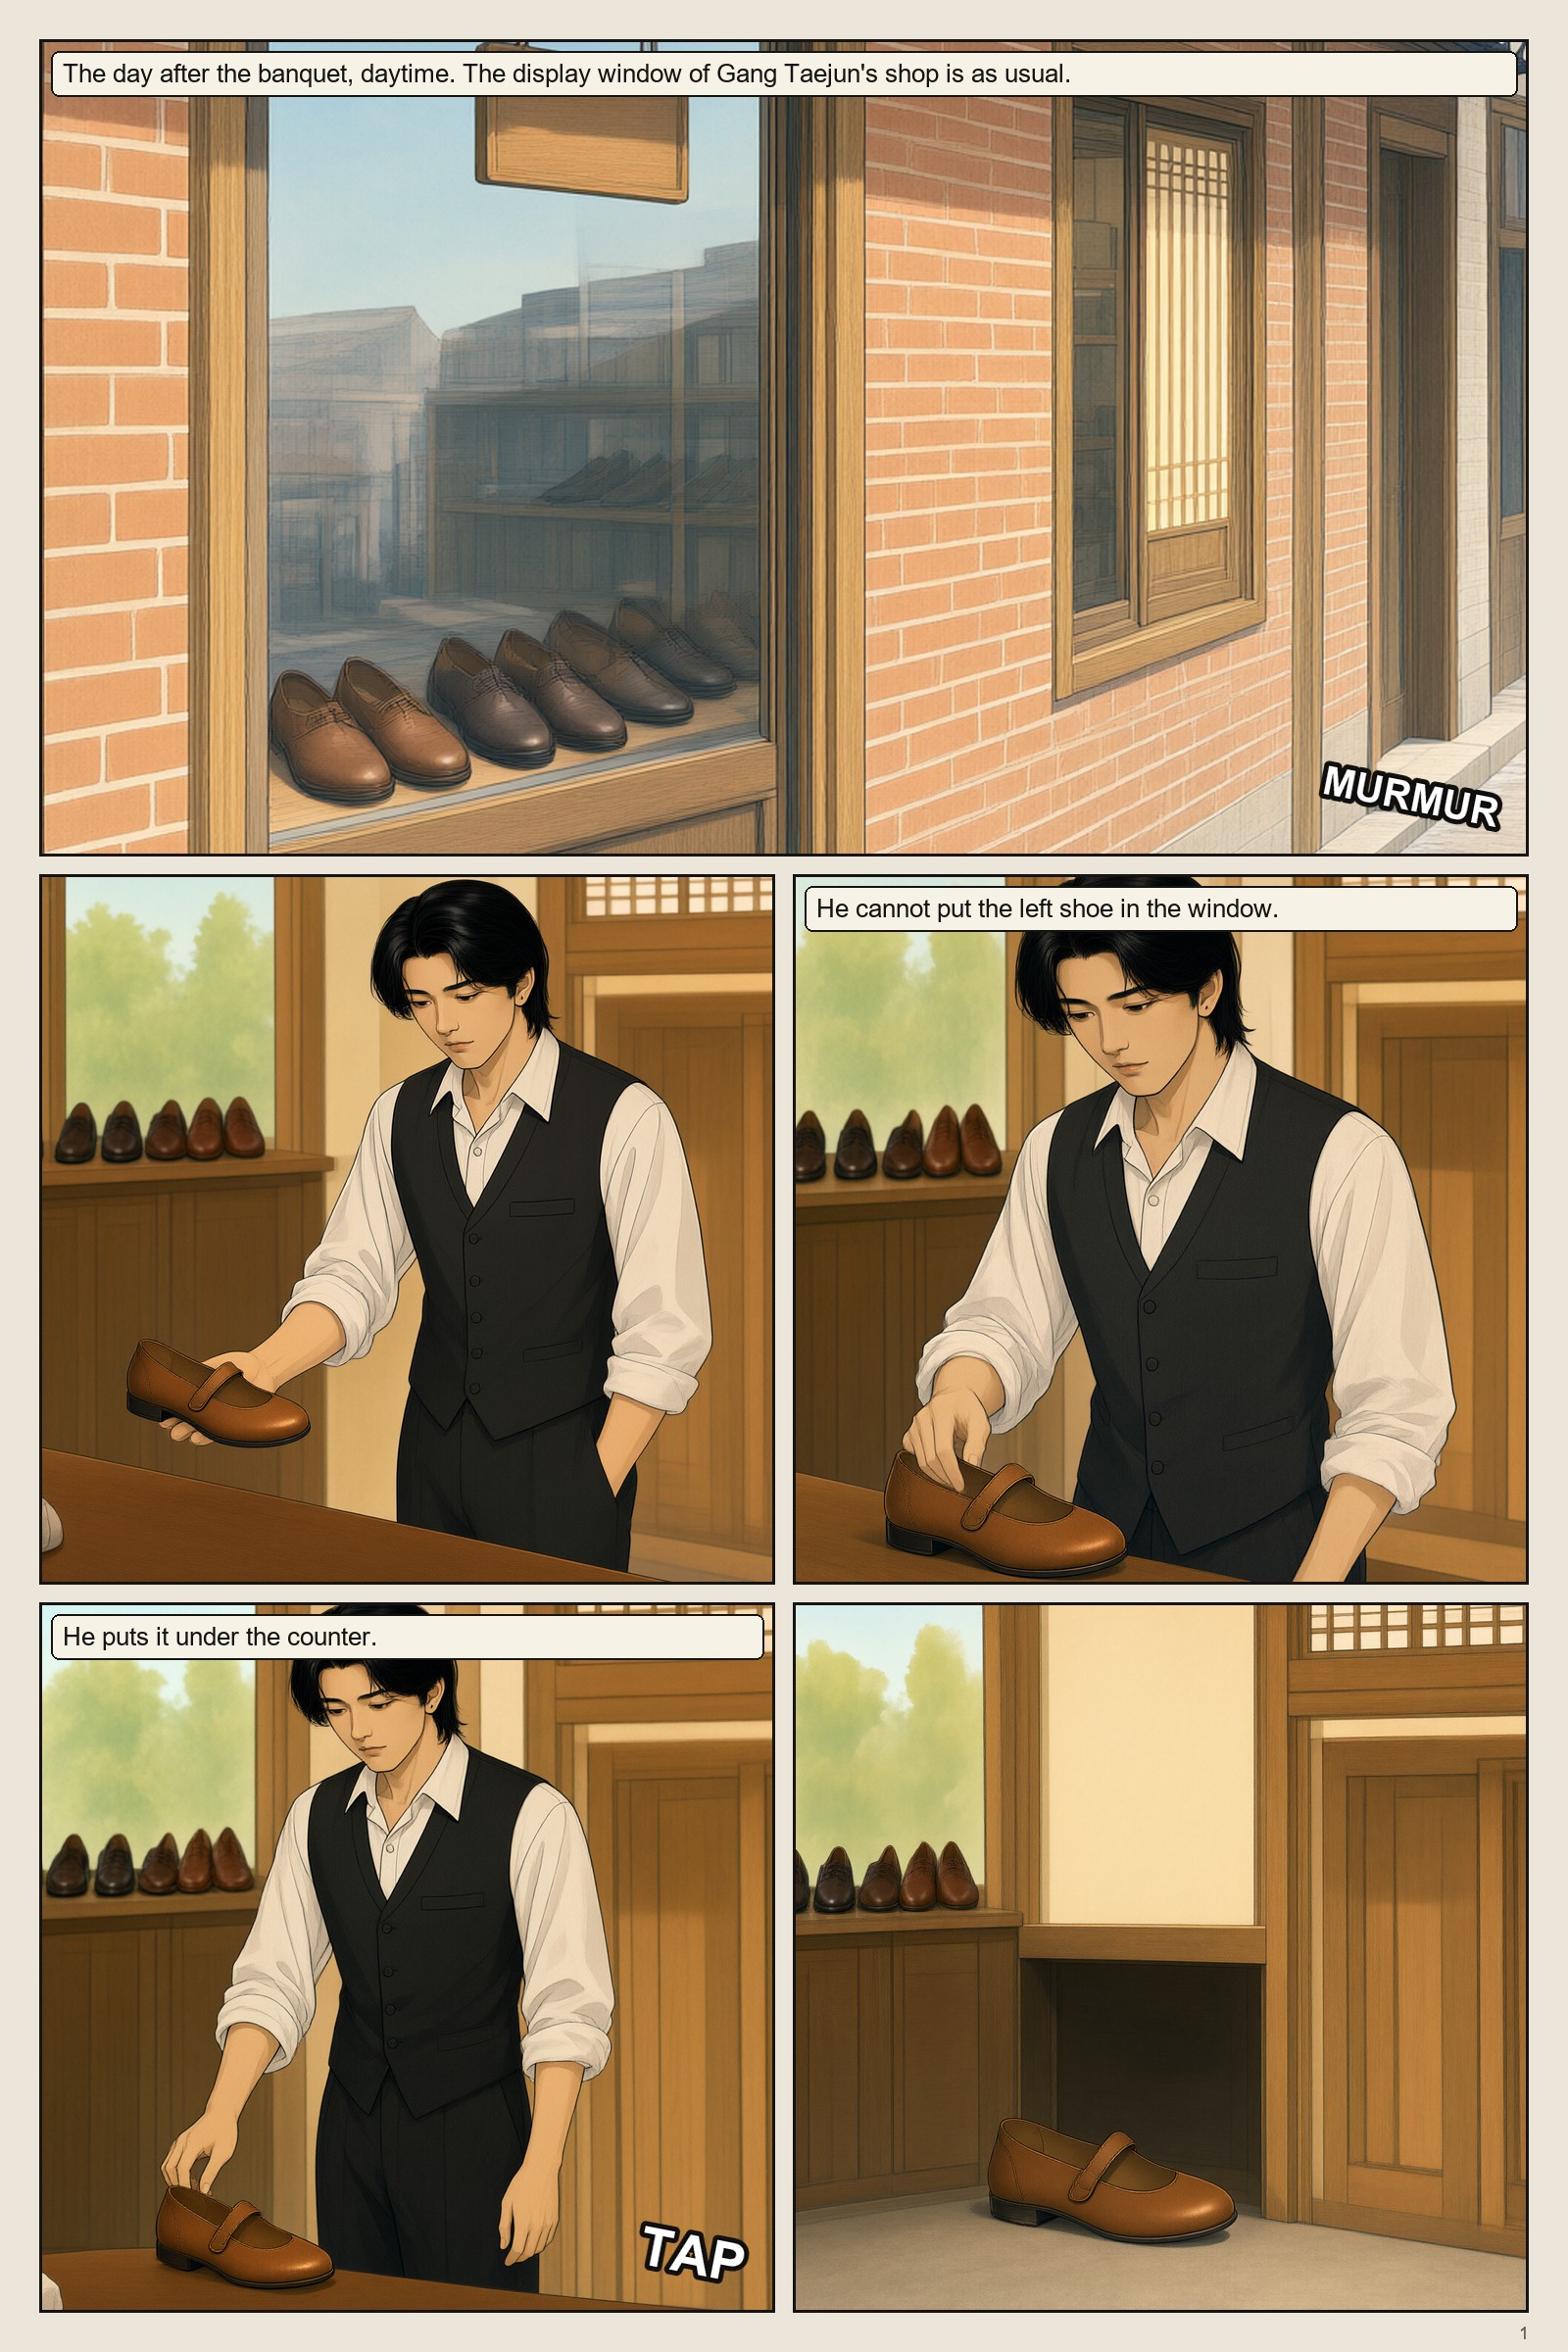 The day after the banquet, daytime. The display window of Gang Taejun's shop is as usual.
MURMUR
He cannot put the left shoe in the window.
He puts it under the counter.
TAP
1